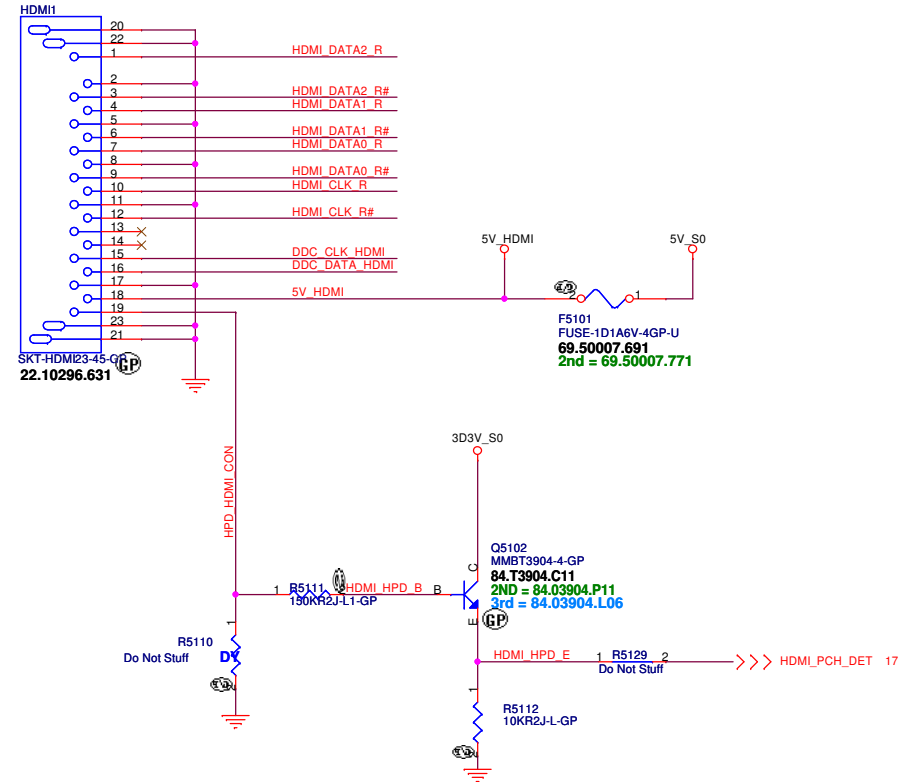 HDMI1
20
22
1 HDMI_DATA2_R
2
3 HDMI_DATA2_R#
4 HDMI_DATA1_R
5
6 HDMI_DATA1_R#
7 HDMI_DATA0_R
8
9 HDMI_DATA0_R#
10 HDMI_CLK_R
11
12 HDMI_CLK_R#
13
14
15 DDC_CLK_HDMI
16 DDC_DATA_HDMI
17
18 5V_HDMI
19
23
21
SKT-HDMI23-45-GP
GP
22.10296.631
5V_HDMI
5V_S0
2
1
F5101
FUSE-1D1A6V-4GP-U
69.50007.691
2nd = 69.50007.771
HPD_HDMI_CON
3D3V_S0
1 R5111 HDMI_HPD_B B
150KR2J-L1-GP
C
Q5102
MMBT3904-4-GP
84.T3904.C11
2ND = 84.03904.P11
3rd = 84.03904.L06
E
GP
1
R5110
Do Not Stuff
DY
HDMI_HPD_E 1 R5129 2 HDMI_PCH_DET 17
Do Not Stuff
1
R5112
10KR2J-L-GP